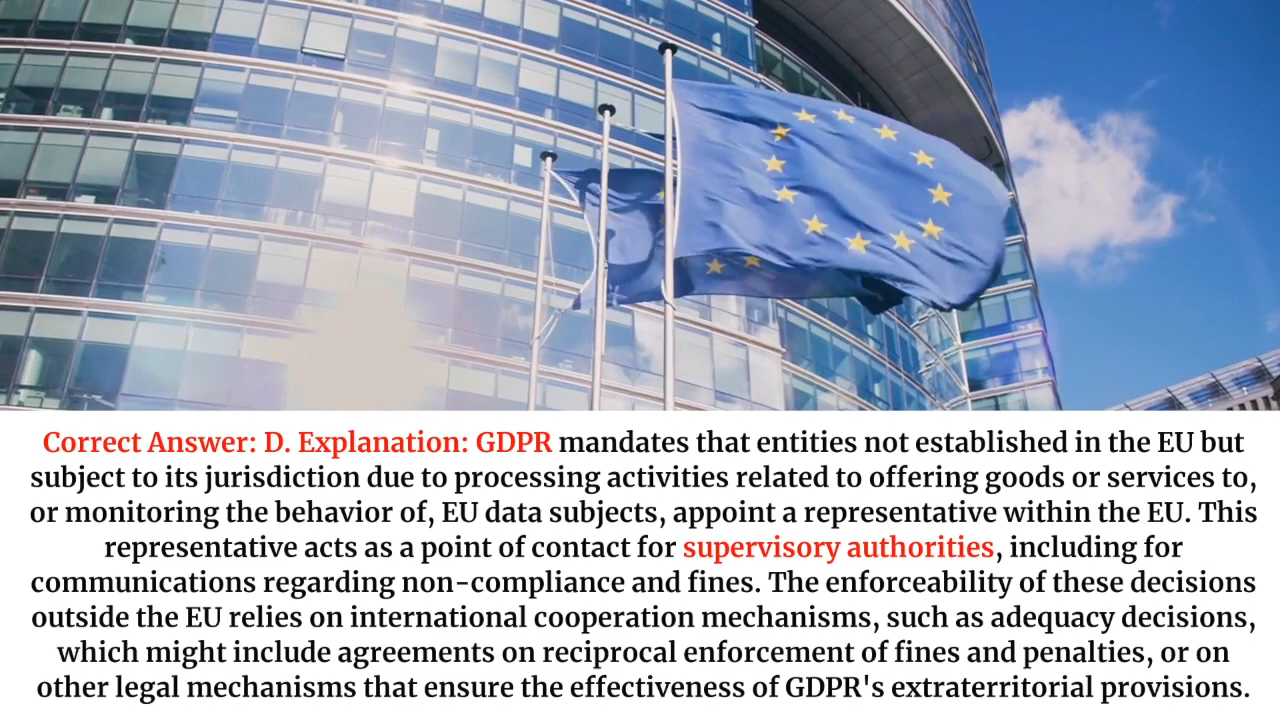 Correct Answer: D. Explanation: GDPR mandates that entities not established in the EU but
subject to its jurisdiction due to processing activities related to offering goods or services to,
or monitoring the behavior of, EU data subjects, appoint a representative within the EU. This
representative acts as a point of contact for supervisory authorities, including for
communications regarding non-compliance and fines. The enforceability of these decisions
outside the EU relies on international cooperation mechanisms, such as adequacy decisions,
which might include agreements on reciprocal enforcement of fines and penalties, or on
other legal mechanisms that ensure the effectiveness of GDPR's extraterritorial provisions.